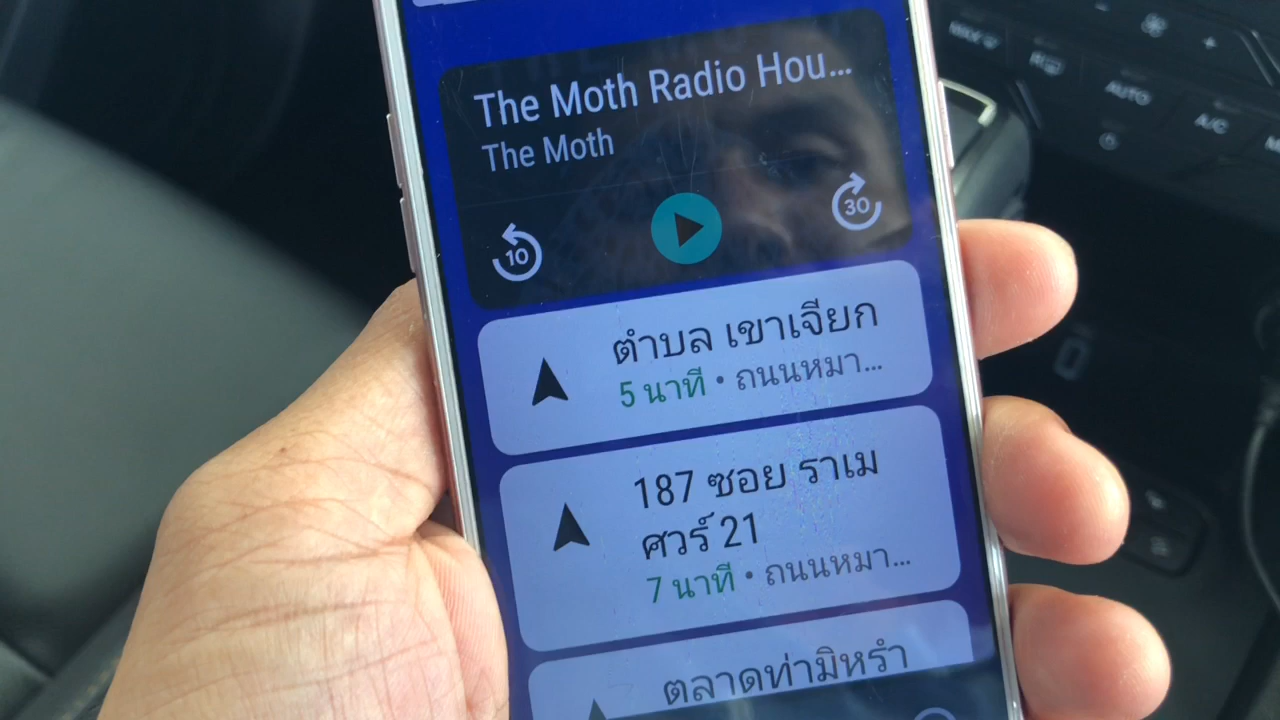 The Moth Radio Hou...
The Moth
10
30
ตำบล เขาเจียก
5 นาที • ถนนหมา...
187 ซอย ราเม
ศวร์ 21
7 นาที • ถนนหมา...
ตลาดท่ามิหรำ
AUTO
A/C